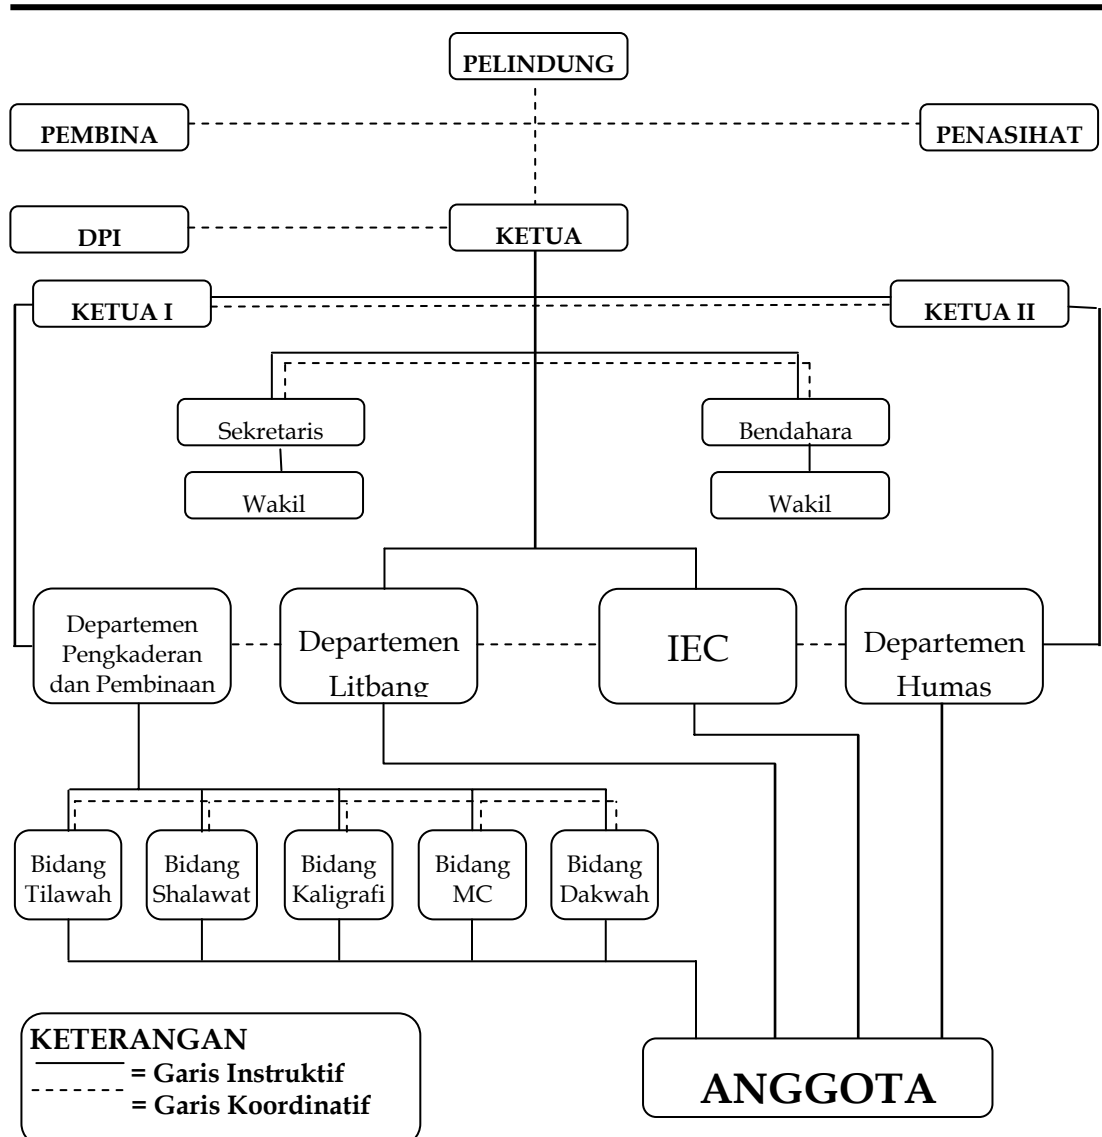 PELINDUNG
PEMBINA
PENASIHAT
DPI
KETUA
KETUA I
KETUA II
Sekretaris
Bendahara
Wakil
Wakil
Departemen
Pengkaderan
dan Pembinaan
Departemen
Litbang
IEC
Departemen
Humas
Bidang
Tilawah
Bidang
Shalawat
Bidang
Kaligrafi
Bidang
MC
Bidang
Dakwah
KETERANGAN
= Garis Instruktif
= Garis Koordinatif
ANGGOTA